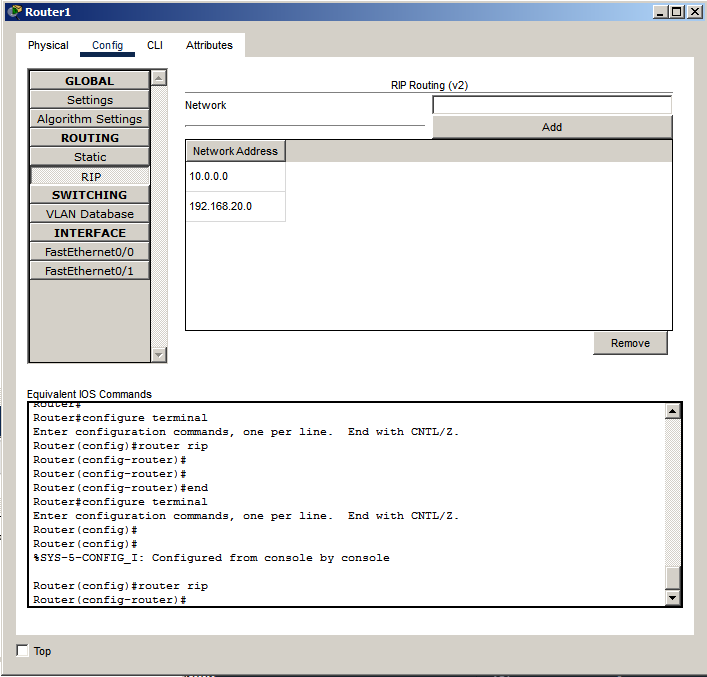 Router1
Physical Config CLI Attributes
GLOBAL
Settings
Algorithm Settings
ROUTING
Static
RIP
SWITCHING
VLAN Database
INTERFACE
FastEthernet0/0
FastEthernet0/1
RIP Routing (v2)
Network
Add
Network Address
10.0.0.0
192.168.20.0
Remove
Equivalent IOS Commands
Router#
Router#configure terminal
Enter configuration commands, one per line.  End with CNTL/Z.
Router(config)#router rip
Router(config-router)#
Router(config-router)#
Router(config-router)#end
Router#configure terminal
Enter configuration commands, one per line.  End with CNTL/Z.
Router(config)#
Router(config)#
%SYS-5-CONFIG_I: Configured from console by console
Router(config)#router rip
Router(config-router)#
Top